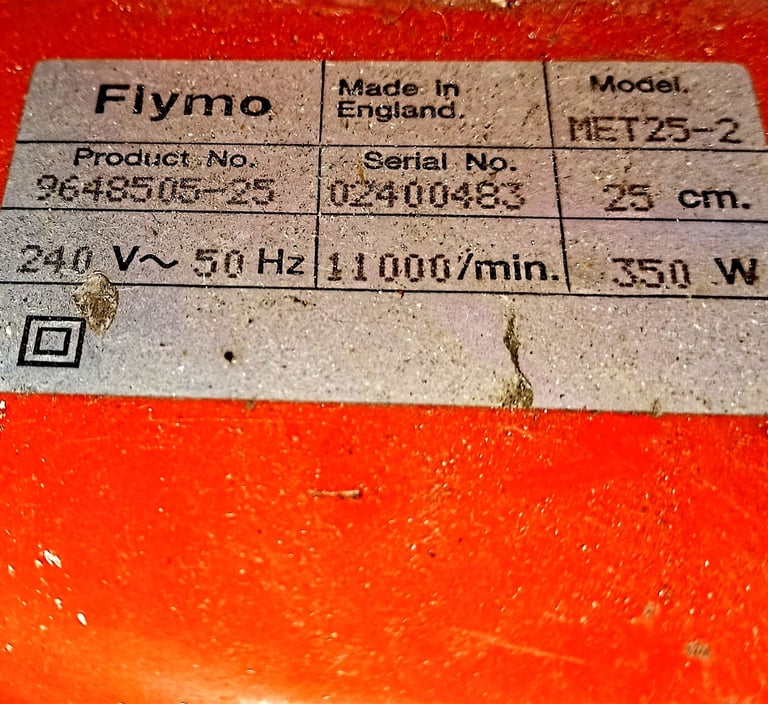 Flymo
Made in
England.
Model.
MET25-2
Product No.
9648505-25
Serial No.
02400483
25 cm.
240 V~ 50 Hz
11000/min.
350 W